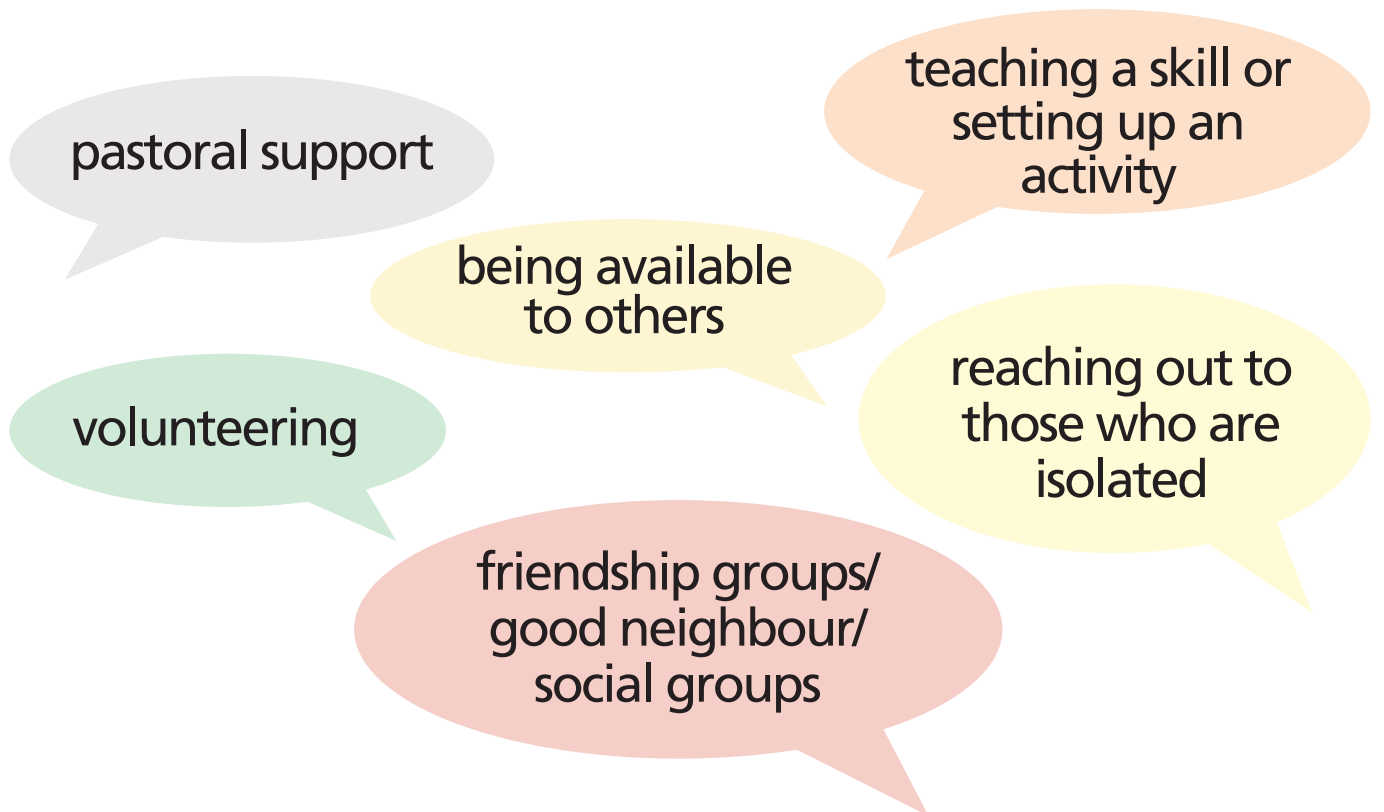 pastoral support
teaching a skill or
setting up an
activity
being available
to others
volunteering
reaching out to
those who are
isolated
friendship groups/
good neighbour/
social groups